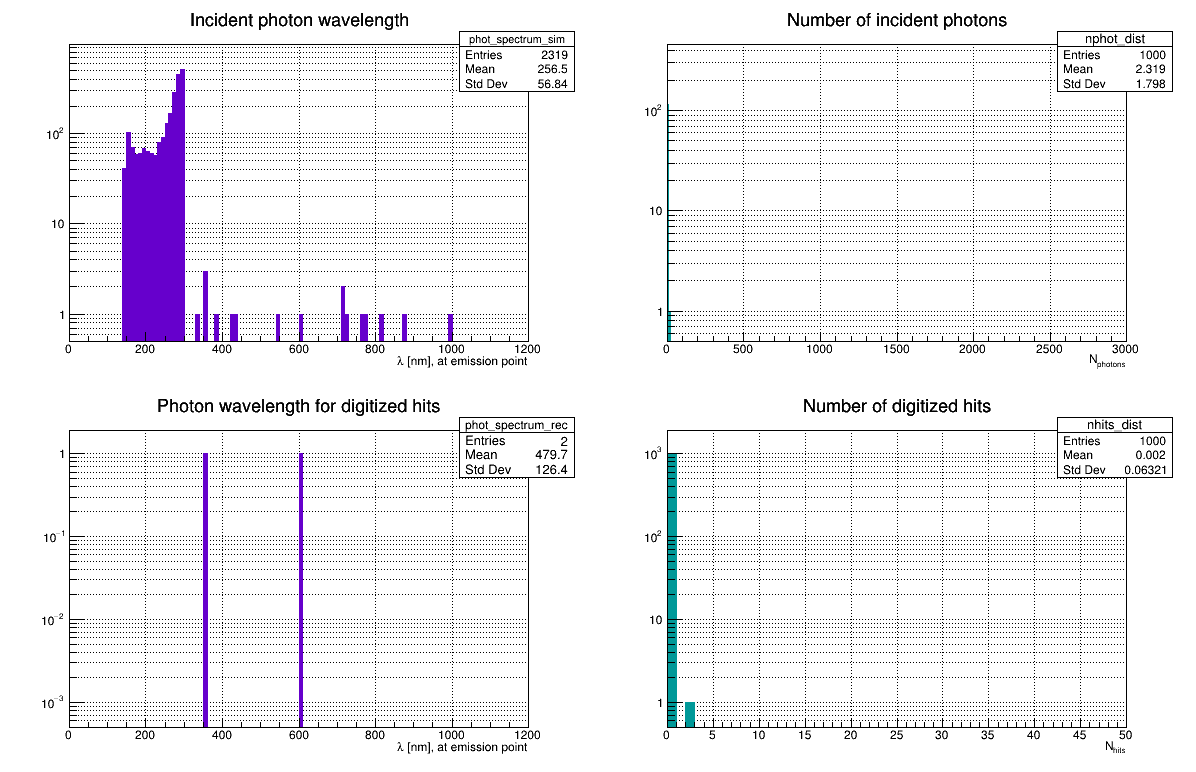 Incident photon wavelength
phot_spectrum_sim
Entries 2319
Mean 256.5
Std Dev 56.84
10²
10
1
0 200 400 600 800 1000 1200
λ [nm], at emission point
Number of incident photons
nphot_dist
Entries 1000
Mean 2.319
Std Dev 1.798
10²
10
1
0 500 1000 1500 2000 2500 3000
Nphotons
Photon wavelength for digitized hits
phot_spectrum_rec
Entries 2
Mean 479.7
Std Dev 126.4
1
10⁻¹
10⁻²
10⁻³
0 200 400 600 800 1000 1200
λ [nm], at emission point
Number of digitized hits
nhits_dist
Entries 1000
Mean 0.002
Std Dev 0.06321
10³
10²
10
1
0 5 10 15 20 25 30 35 40 45 50
Nhits